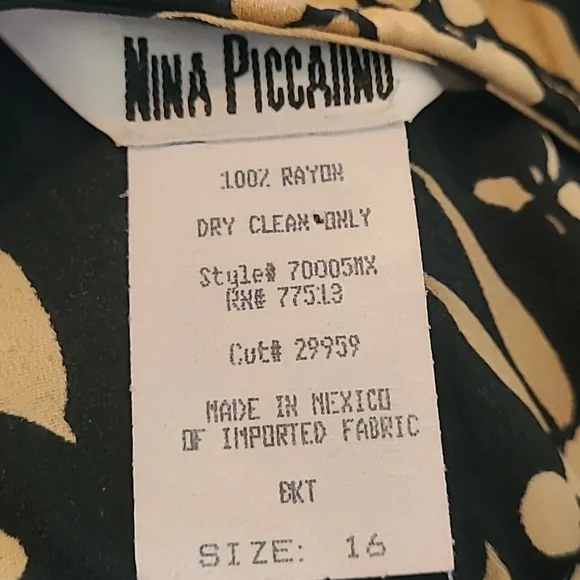 NINA PICCALINO
100% RAYON
DRY CLEAN ONLY
Style# 70005MX
RN# 77513
Cut# 29959
MADE IN MEXICO
OF IMPORTED FABRIC
BKT
SIZE: 16